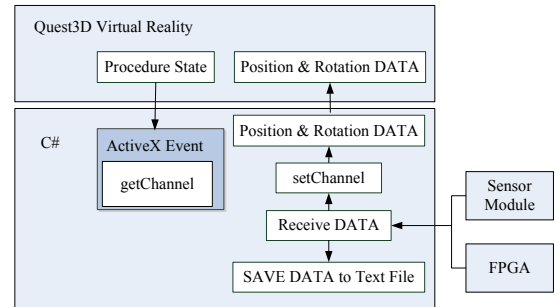 Quest3D Virtual Reality
Procedure State
Position & Rotation DATA
C#
ActiveX Event
getChannel
Position & Rotation DATA
setChannel
Receive DATA
SAVE DATA to Text File
Sensor
Module
FPGA